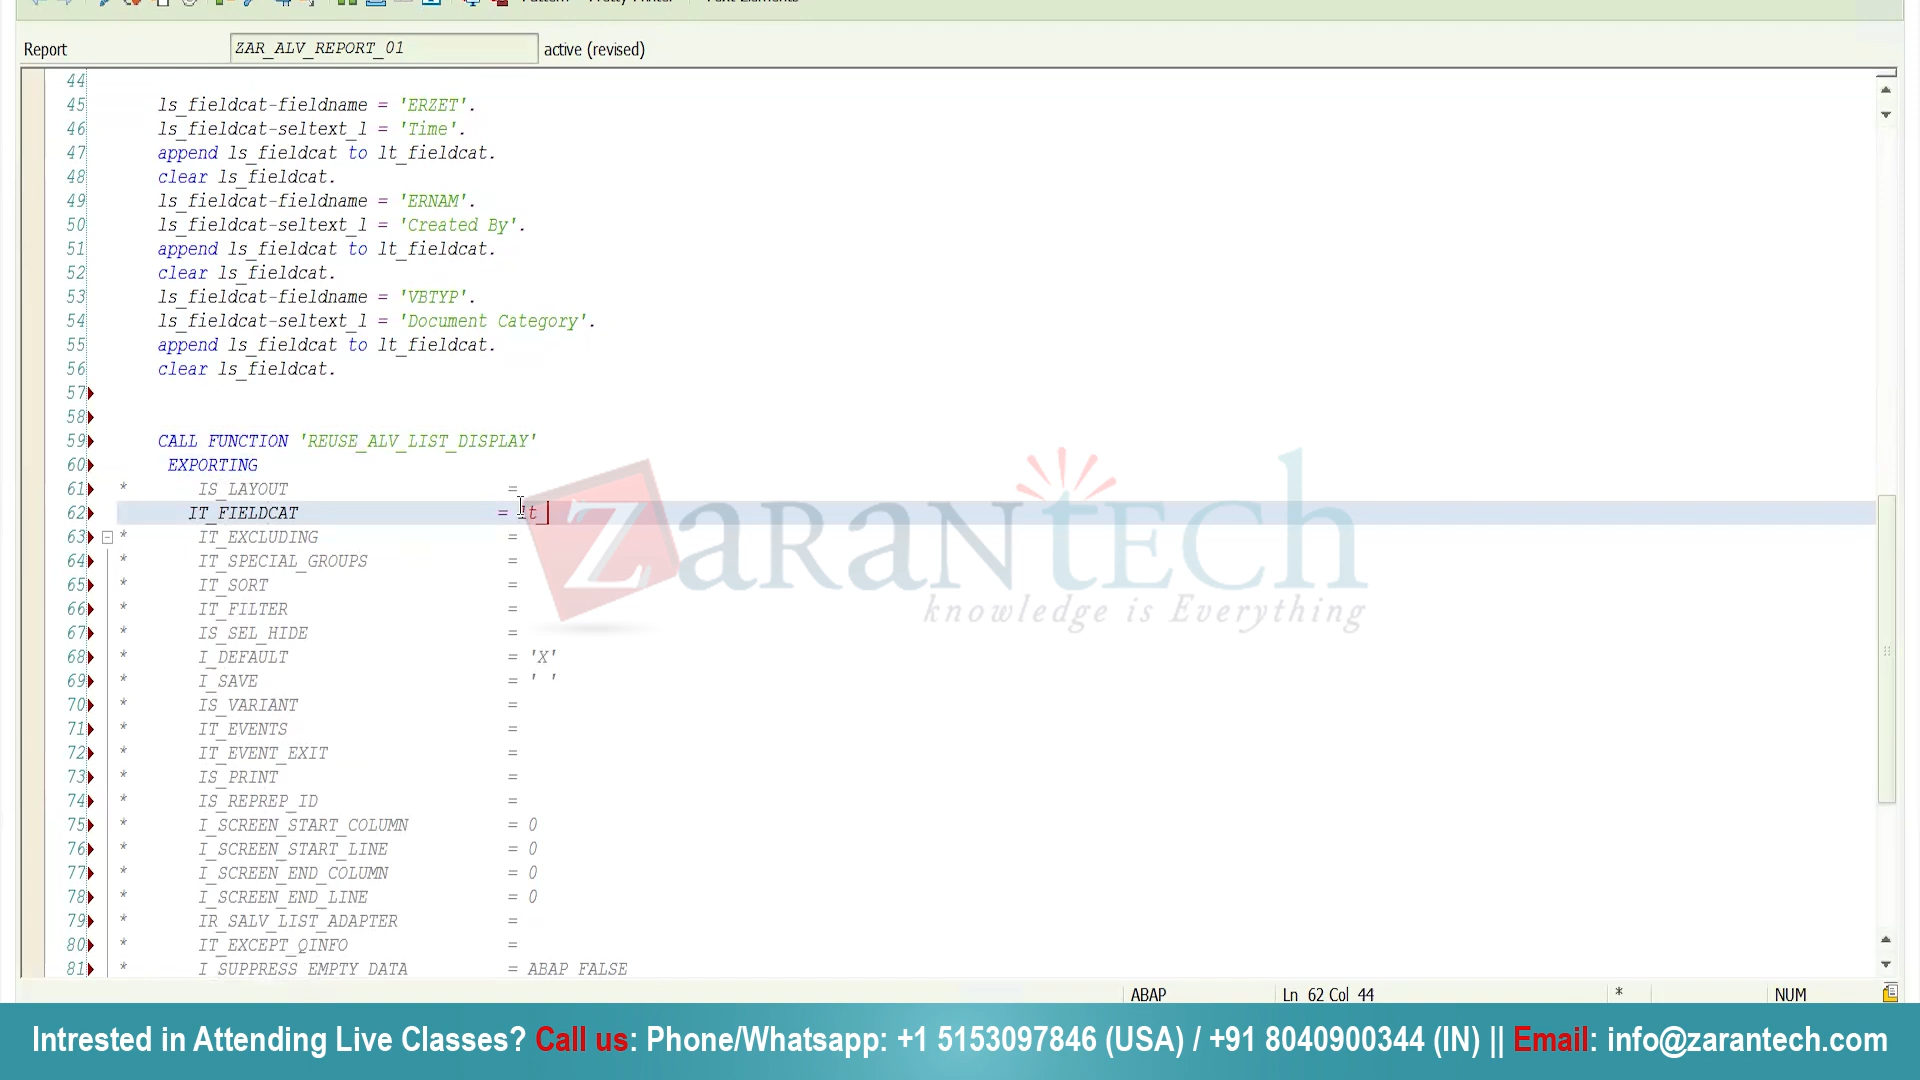 Report ZAR_ALV_REPORT_01 active (revised)
44
45 ls_fieldcat-fieldname = 'ERZET'.
46 ls_fieldcat-seltext_l = 'Time'.
47 append ls_fieldcat to lt_fieldcat.
48 clear ls_fieldcat.
49 ls_fieldcat-fieldname = 'ERNAM'.
50 ls_fieldcat-seltext_l = 'Created By'.
51 append ls_fieldcat to lt_fieldcat.
52 clear ls_fieldcat.
53 ls_fieldcat-fieldname = 'VBTYP'.
54 ls_fieldcat-seltext_l = 'Document Category'.
55 append ls_fieldcat to lt_fieldcat.
56 clear ls_fieldcat.
57
58
59 CALL FUNCTION 'REUSE_ALV_LIST_DISPLAY'
60 EXPORTING
61 * IS_LAYOUT =
62 IT_FIELDCAT = lt_
63 * IT_EXCLUDING =
64 * IT_SPECIAL_GROUPS =
65 * IT_SORT =
66 * IT_FILTER =
67 * IS_SEL_HIDE =
68 * I_DEFAULT = 'X'
69 * I_SAVE = ' '
70 * IS_VARIANT =
71 * IT_EVENTS =
72 * IT_EVENT_EXIT =
73 * IS_PRINT =
74 * IS_REPREP_ID =
75 * I_SCREEN_START_COLUMN = 0
76 * I_SCREEN_START_LINE = 0
77 * I_SCREEN_END_COLUMN = 0
78 * I_SCREEN_END_LINE = 0
79 * IR_SALV_LIST_ADAPTER =
80 * IT_EXCEPT_QINFO =
81 * I_SUPPRESS_EMPTY_DATA = ABAP_FALSE
ZaranTech
knowledge is Everything
ABAP Ln 62 Col 44 * NUM
Intrested in Attending Live Classes? Call us: Phone/Whatsapp: +1 5153097846 (USA) / +91 8040900344 (IN) || Email: info@zarantech.com